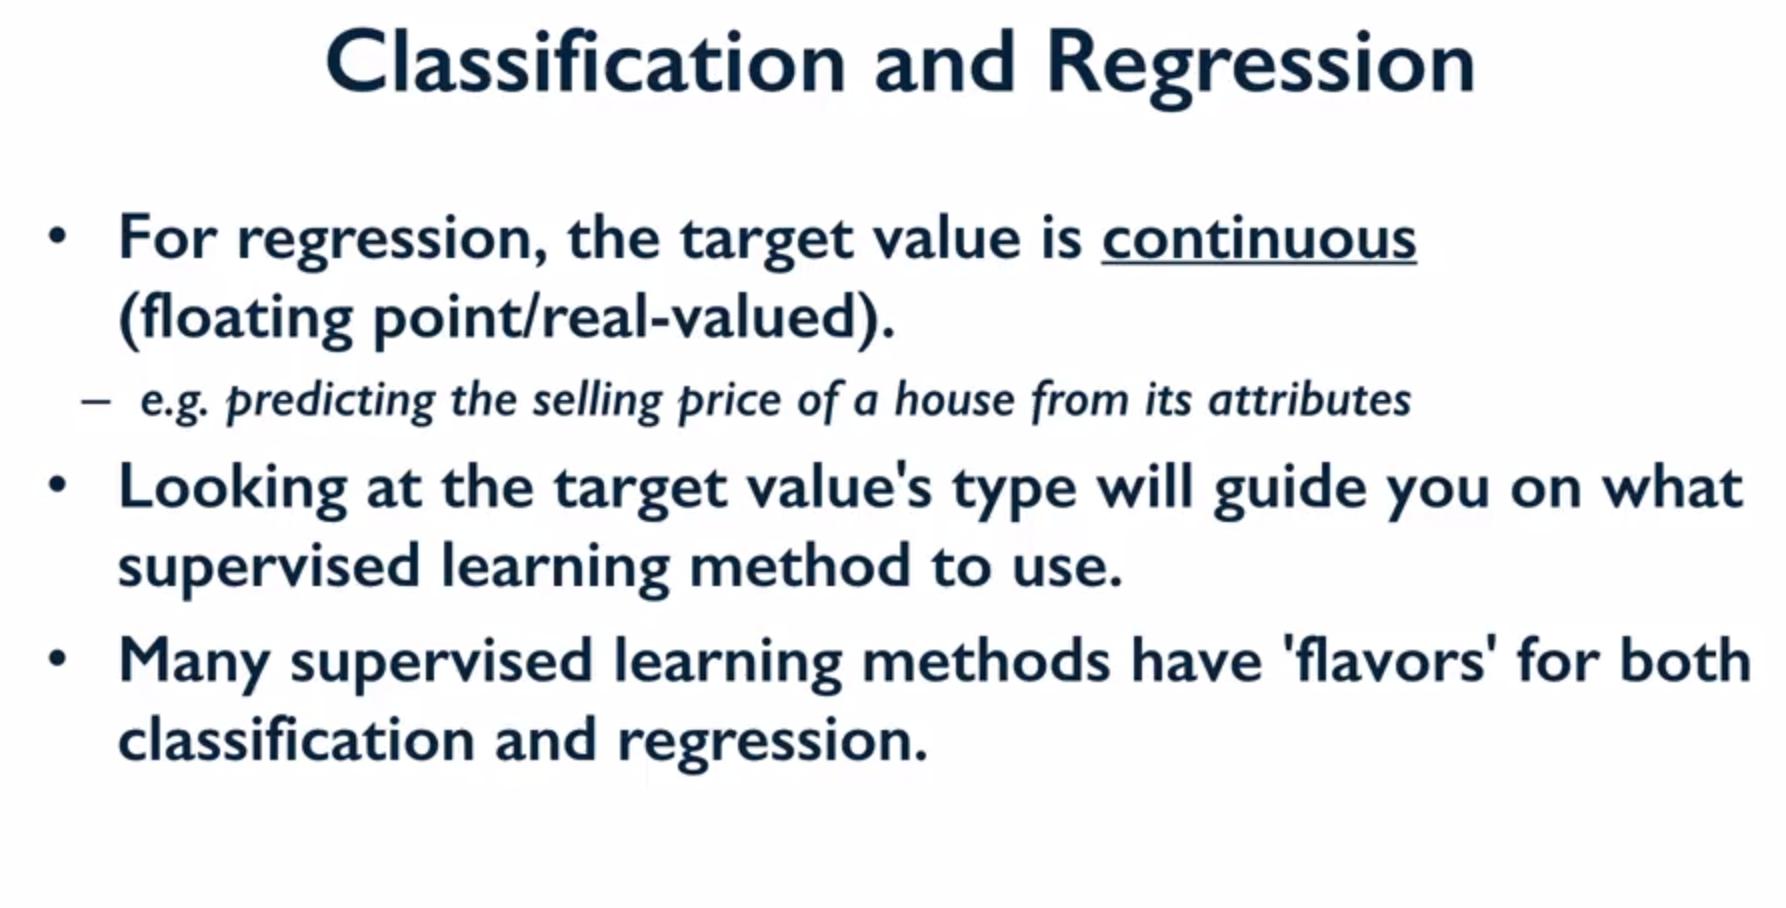 Classification and Regression
• For regression, the target value is continuous
(floating point/real-valued).
– e.g. predicting the selling price of a house from its attributes
• Looking at the target value's type will guide you on what
supervised learning method to use.
• Many supervised learning methods have 'flavors' for both
classification and regression.